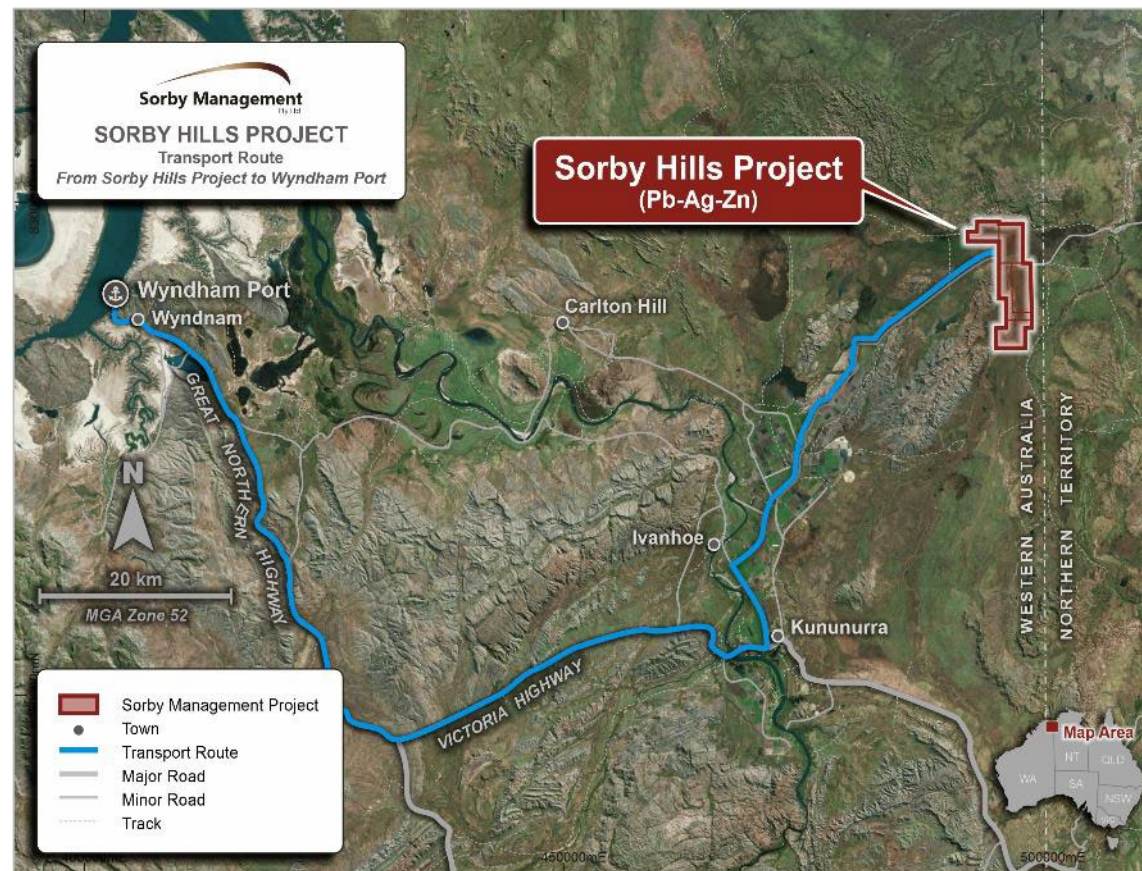 Sorby Management
Pty Ltd
SORBY HILLS PROJECT
Transport Route
From Sorby Hills Project to Wyndham Port
Sorby Hills Project
(Pb-Ag-Zn)
Wyndham Port
Wyndnam
Carlton Hill
GREAT NORTHERN HIGHWAY
WESTERN AUSTRALIA
NORTHERN TERRITORY
N
20 km
MGA Zone 52
Ivanhoe
Kununurra
VICTORIA HIGHWAY
Sorby Management Project
Town
Transport Route
Major Road
Minor Road
Track
Map Area
WA
NT
QLD
SA
NSW
450000mE
500000mE